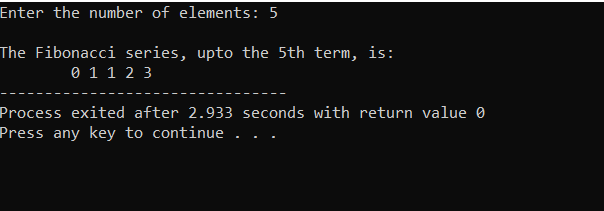 Enter the number of elements: 5
The Fibonacci series, upto the 5th term, is:
0 1 1 2 3
--------------------------------
Process exited after 2.933 seconds with return value 0
Press any key to continue . . .